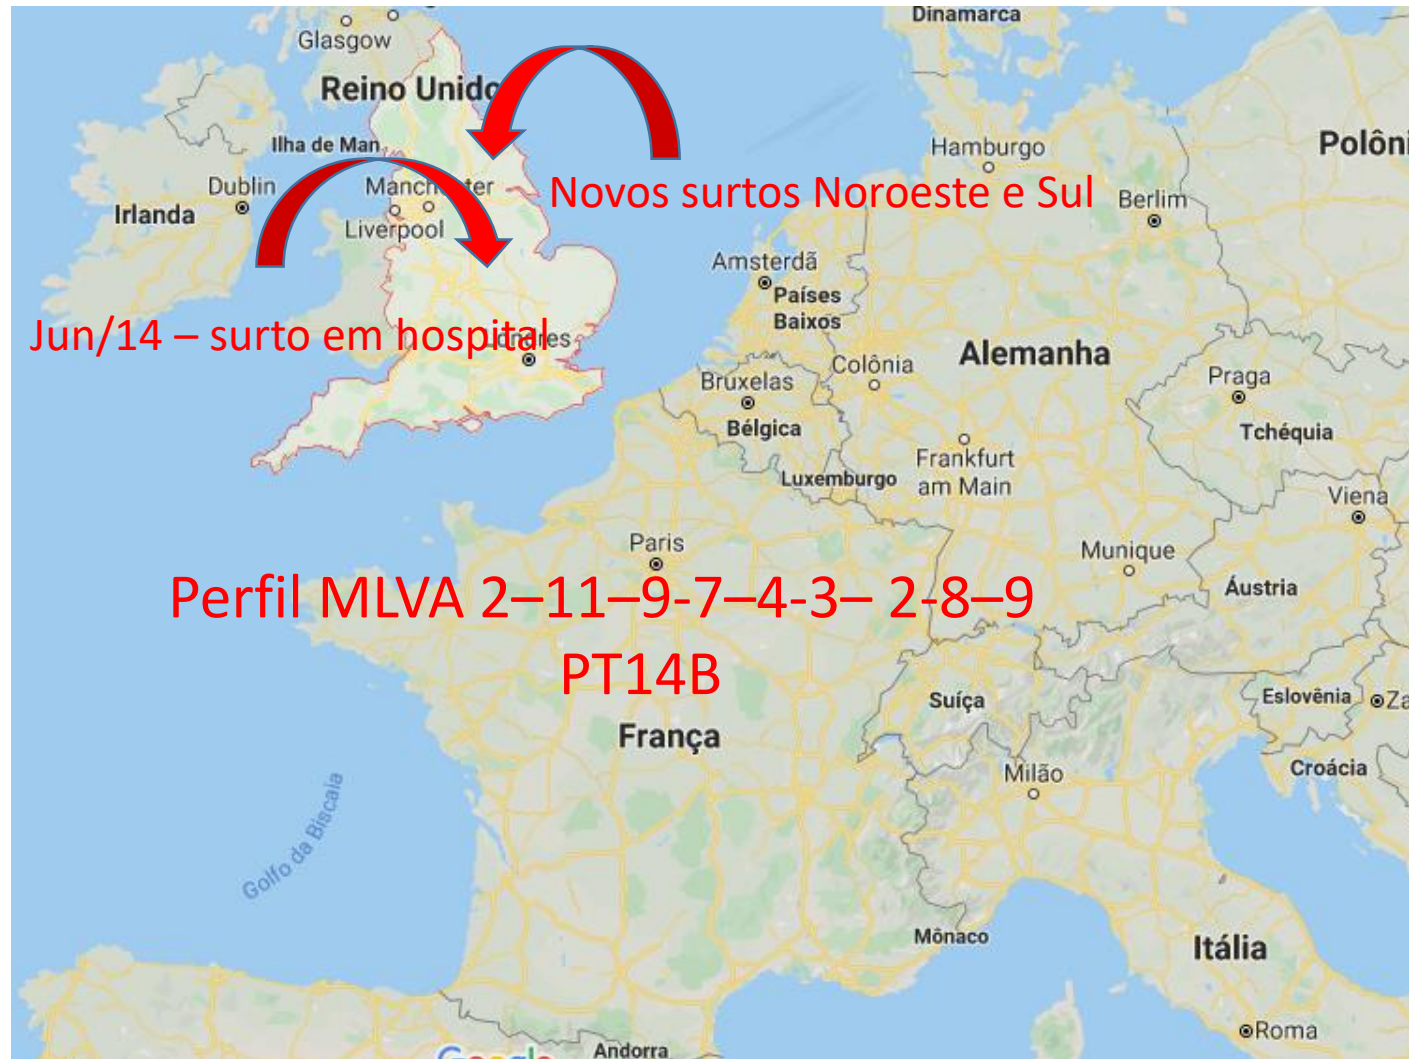 Dinamarca
Glasgow
Reino Unido
Ilha de Man
Hamburgo
Polôni
Dublin
Manchester
Novos surtos Noroeste e Sul
Berlim
Irlanda
Liverpool
Amsterdã
Países
Baixos
Jun/14 – surto em hospital
Londres
Colônia
Alemanha
Bruxelas
Praga
Bélgica
Tchéquia
Frankfurt
am Main
Luxemburgo
Viena
Paris
Munique
Perfil MLVA 2–11–9-7–4-3– 2-8–9
Áustria
PT14B
Suíça
Eslovênia
Za
França
Milão
Croácia
Golfo da Biscaia
Mônaco
Itália
Roma
Andorra
Google